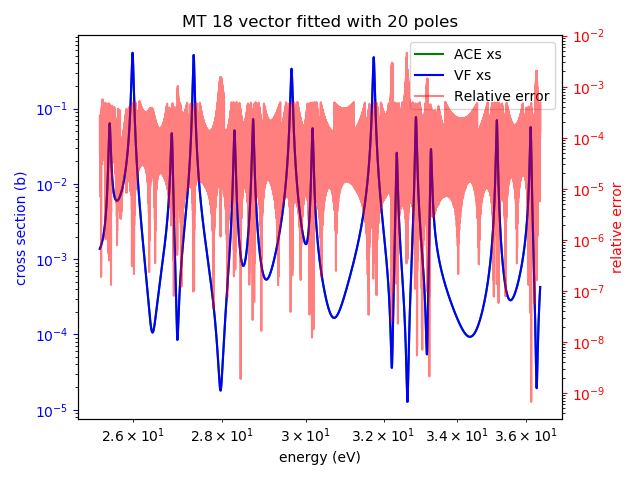 MT 18 vector fitted with 20 poles
ACE xs
VF xs
Relative error
cross section (b)
10⁻¹
10⁻²
10⁻³
10⁻⁴
10⁻⁵
relative error
10⁻²
10⁻³
10⁻⁴
10⁻⁵
10⁻⁶
10⁻⁷
10⁻⁸
10⁻⁹
2.6 × 10¹ 2.8 × 10¹ 3 × 10¹ 3.2 × 10¹ 3.4 × 10¹ 3.6 × 10¹
energy (eV)